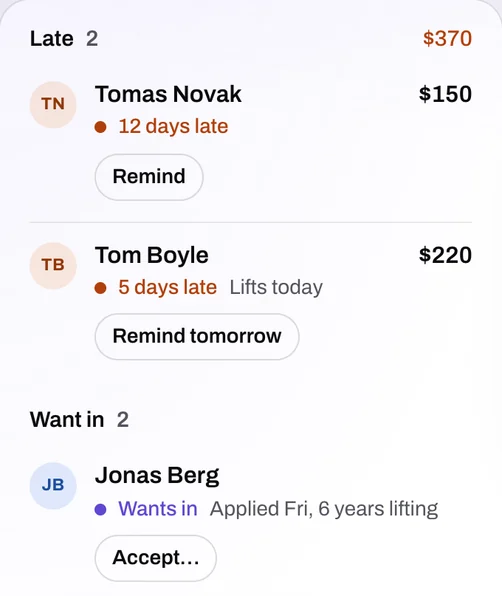 Late 2 $370
TN Tomas Novak $150
12 days late
Remind
TB Tom Boyle $220
5 days late Lifts today
Remind tomorrow
Want in 2
JB Jonas Berg
Wants in Applied Fri, 6 years lifting
Accept...